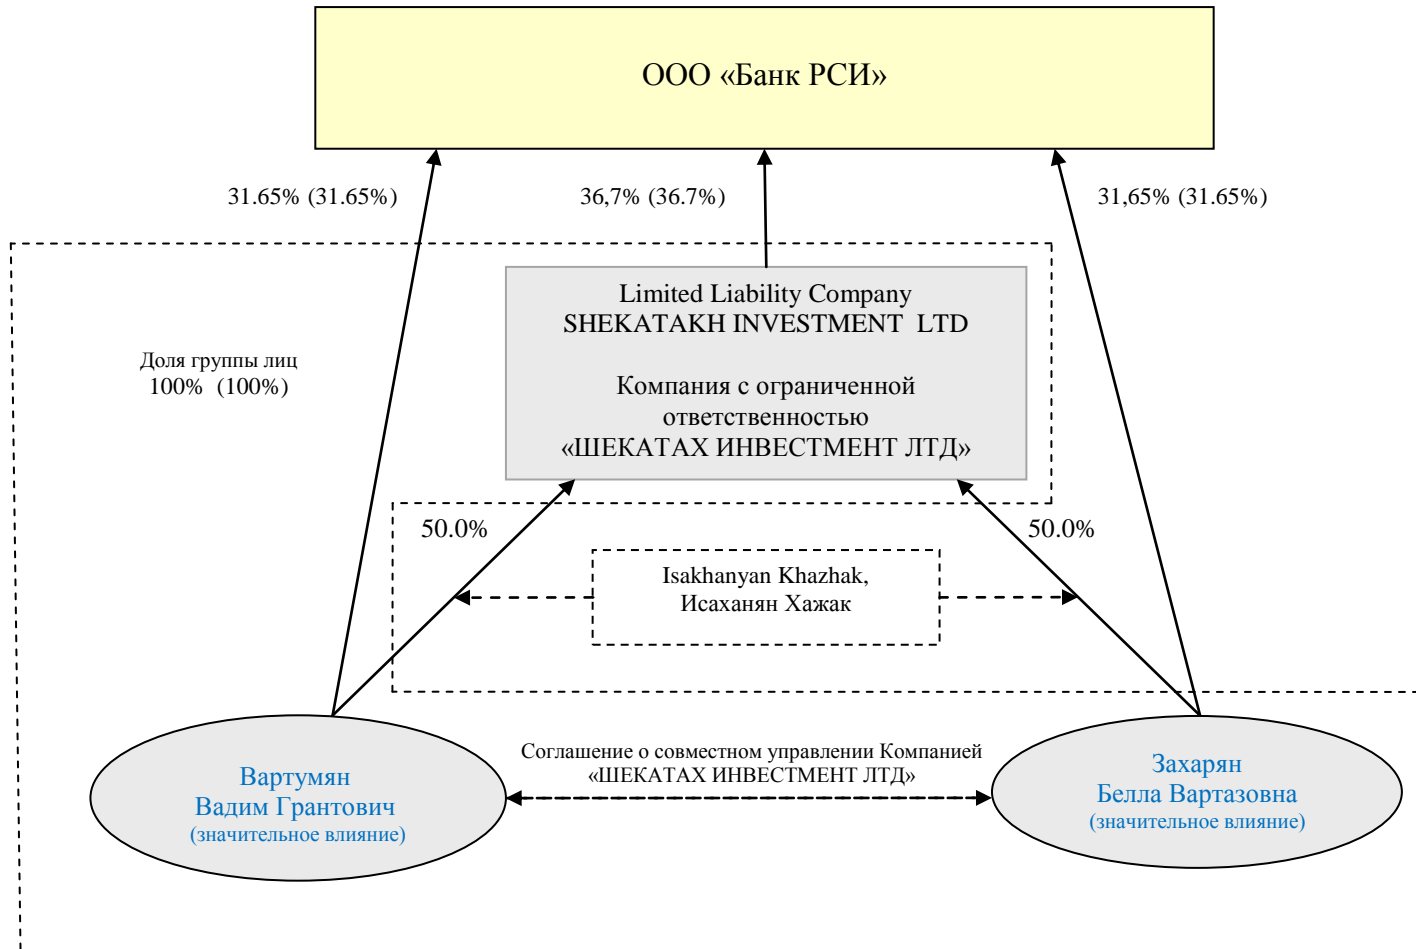 ООО «Банк РСИ»
31.65% (31.65%)
36,7% (36.7%)
31,65% (31.65%)
Limited Liability Company
SHEKATAKH INVESTMENT LTD
Компания с ограниченной
ответственностью
«ШЕКАТАХ ИНВЕСТМЕНТ ЛТД»
Доля группы лиц
100% (100%)
50.0%
50.0%
Isakhanyan Khazhak,
Исаханян Хажак
Соглашение о совместном управлении Компанией
«ШЕКАТАХ ИНВЕСТМЕНТ ЛТД»
Вартумян
Вадим Грантович
(значительное влияние)
Захарян
Белла Вартазовна
(значительное влияние)